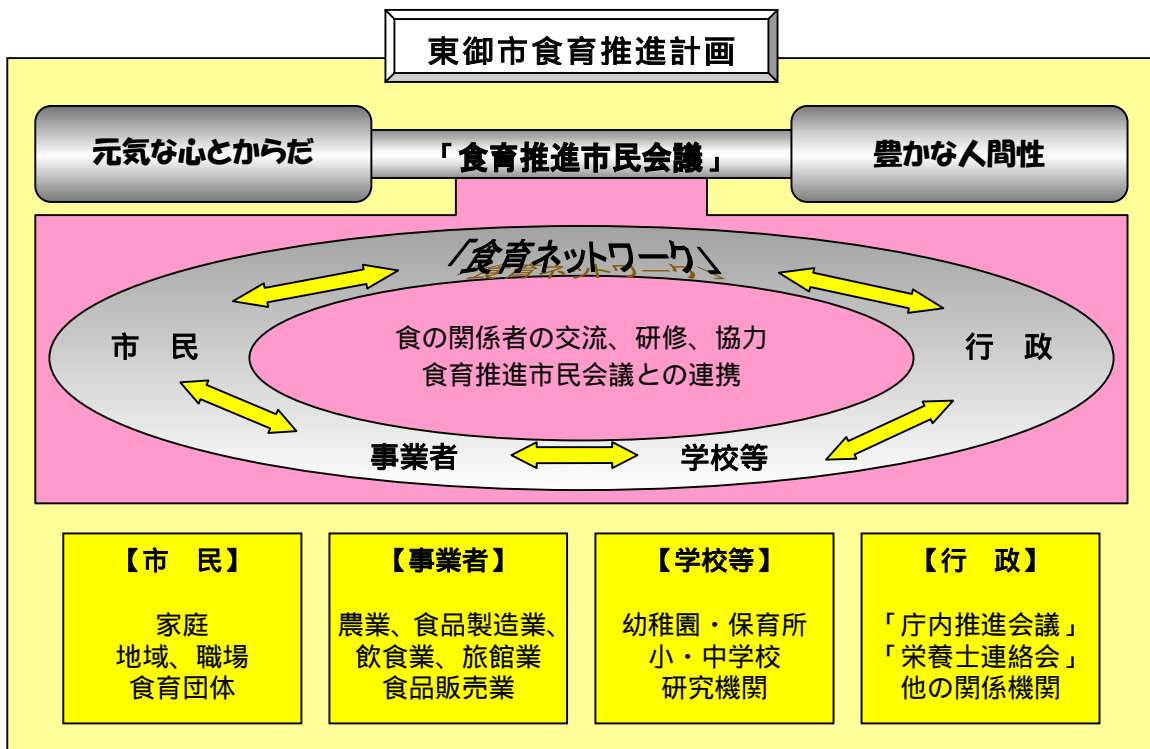 東御市食育推進計画
元気な心とからだ
「食育推進市民会議」
豊かな人間性
「食育ネットワーク」
市　民
行　政
食の関係者の交流、研修、協力
食育推進市民会議との連携
事業者
学校等
【市　民】
家庭
地域、職場
食育団体
【事業者】
農業、食品製造業、
飲食業、旅館業
食品販売業
【学校等】
幼稚園・保育所
小・中学校
研究機関
【行　政】
「庁内推進会議」
「栄養士連絡会」
他の関係機関